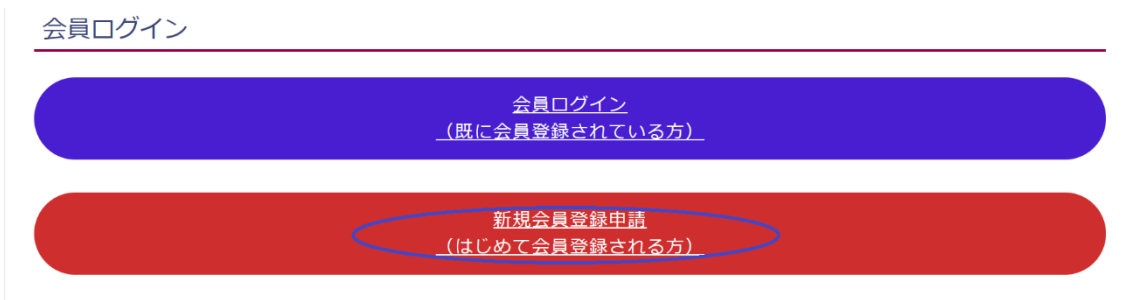 会員ログイン
会員ログイン
（既に会員登録されている方）
新規会員登録申請
（はじめて会員登録される方）